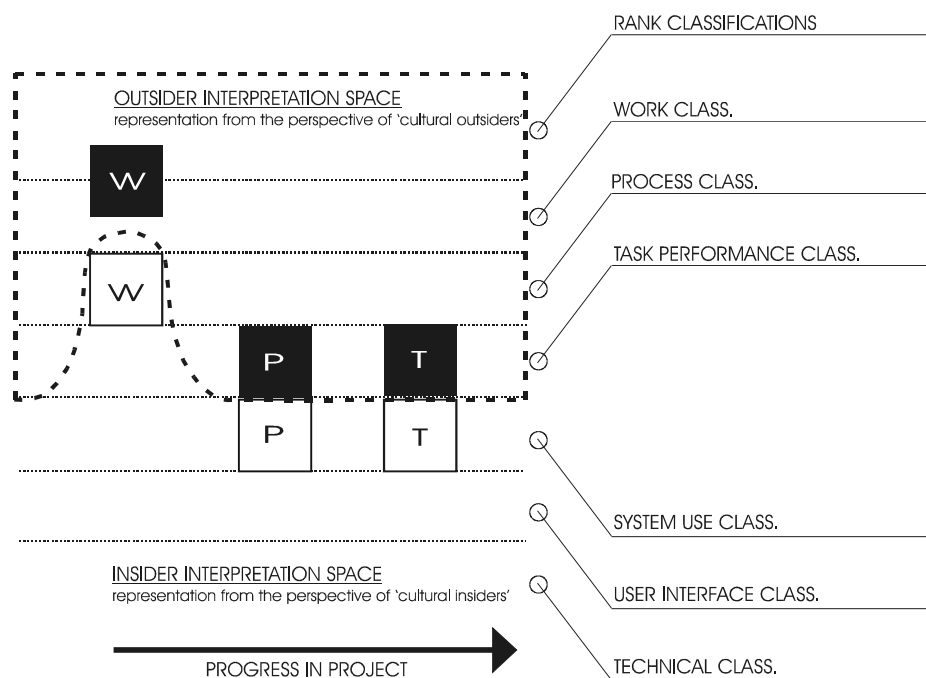 RANK CLASSIFICATIONS
OUTSIDER INTERPRETATION SPACE
representation from the perspective of 'cultural outsiders'
WORK CLASS.
W
PROCESS CLASS.
TASK PERFORMANCE CLASS.
W
P
T
P
T
SYSTEM USE CLASS.
INSIDER INTERPRETATION SPACE
representation from the perspective of 'cultural insiders'
USER INTERFACE CLASS.
PROGRESS IN PROJECT
TECHNICAL CLASS.